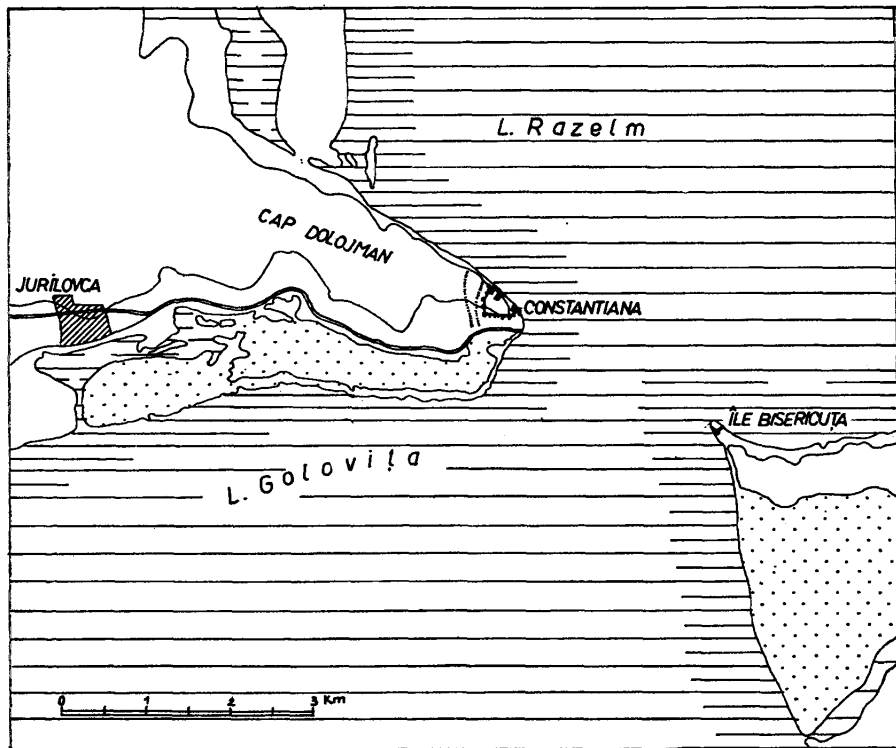 L. Razelm
CAP DOLOJMAN
JURILOVCA
CONSTANTIANA
ÎLE BISERICUȚA
L. Golovița
0 1 2 3 Km